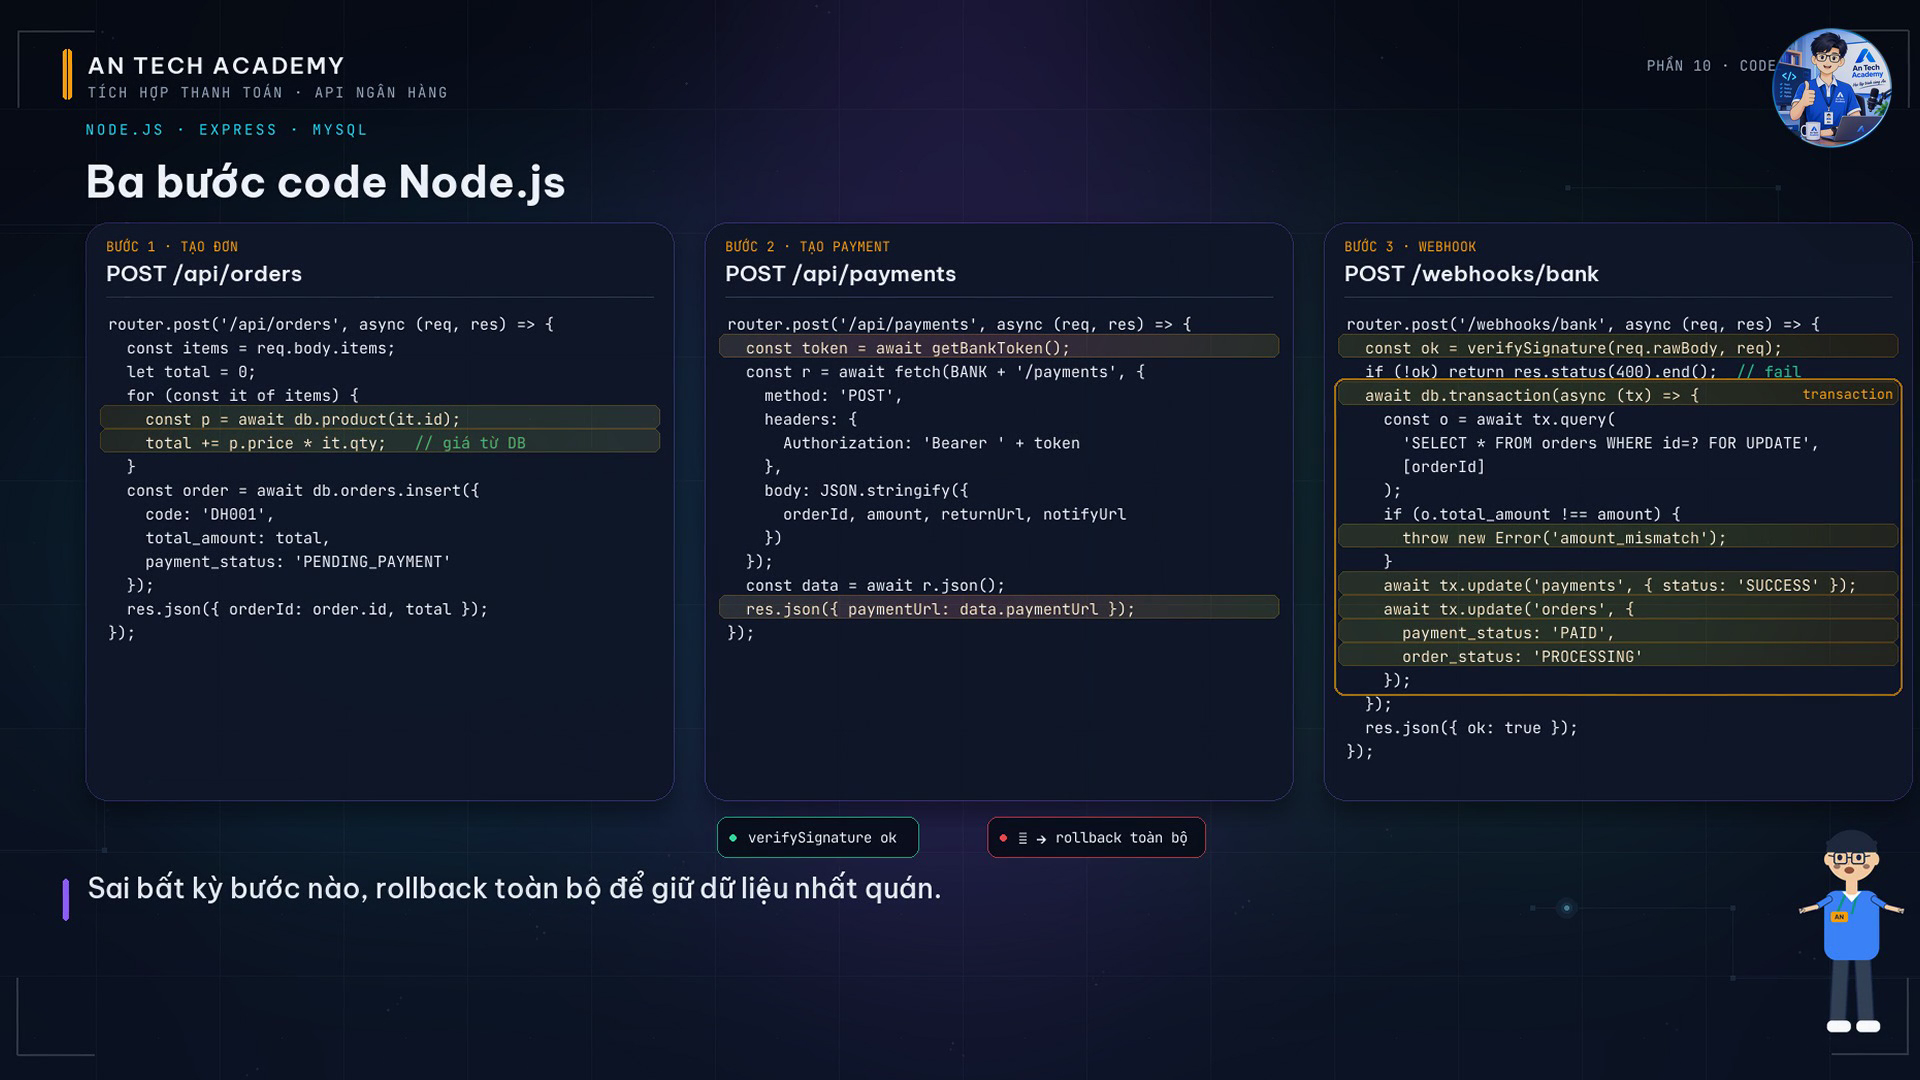 AN TECH ACADEMY
TÍCH HỢP THANH TOÁN · API NGÂN HÀNG
PHẦN 10 · CODE
An Tech
Academy
NODE.JS · EXPRESS · MYSQL
Ba bước code Node.js
BƯỚC 1 · TẠO ĐƠN
POST /api/orders
router.post('/api/orders', async (req, res) => {
  const items = req.body.items;
  let total = 0;
  for (const it of items) {
    const p = await db.product(it.id);
    total += p.price * it.qty;   // giá từ DB
  }
  const order = await db.orders.insert({
    code: 'DH001',
    total_amount: total,
    payment_status: 'PENDING_PAYMENT'
  });
  res.json({ orderId: order.id, total });
});
BƯỚC 2 · TẠO PAYMENT
POST /api/payments
router.post('/api/payments', async (req, res) => {
  const token = await getBankToken();
  const r = await fetch(BANK + '/payments', {
    method: 'POST',
    headers: {
      Authorization: 'Bearer ' + token
    },
    body: JSON.stringify({
      orderId, amount, returnUrl, notifyUrl
    })
  });
  const data = await r.json();
  res.json({ paymentUrl: data.paymentUrl });
});
BƯỚC 3 · WEBHOOK
POST /webhooks/bank
router.post('/webhooks/bank', async (req, res) => {
  const ok = verifySignature(req.rawBody, req);
  if (!ok) return res.status(400).end();  // fail
  await db.transaction(async (tx) => {
transaction
    const o = await tx.query(
      'SELECT * FROM orders WHERE id=? FOR UPDATE',
      [orderId]
    );
    if (o.total_amount !== amount) {
      throw new Error('amount_mismatch');
    }
    await tx.update('payments', { status: 'SUCCESS' });
    await tx.update('orders', {
      payment_status: 'PAID',
      order_status: 'PROCESSING'
    });
  });
  res.json({ ok: true });
});
verifySignature ok
→ rollback toàn bộ
Sai bất kỳ bước nào, rollback toàn bộ để giữ dữ liệu nhất quán.
AN